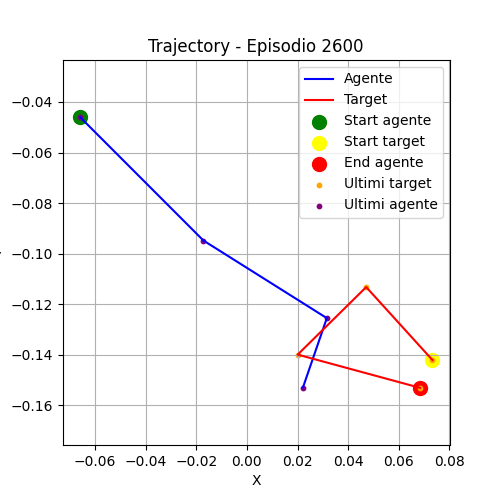 Trajectory - Episodio 2600
Agente
Target
Start agente
Start target
End agente
Ultimi target
Ultimi agente
−0.04
−0.06
−0.08
−0.10
−0.12
−0.14
−0.16
−0.06
−0.04
−0.02
0.00
0.02
0.04
0.06
0.08
X